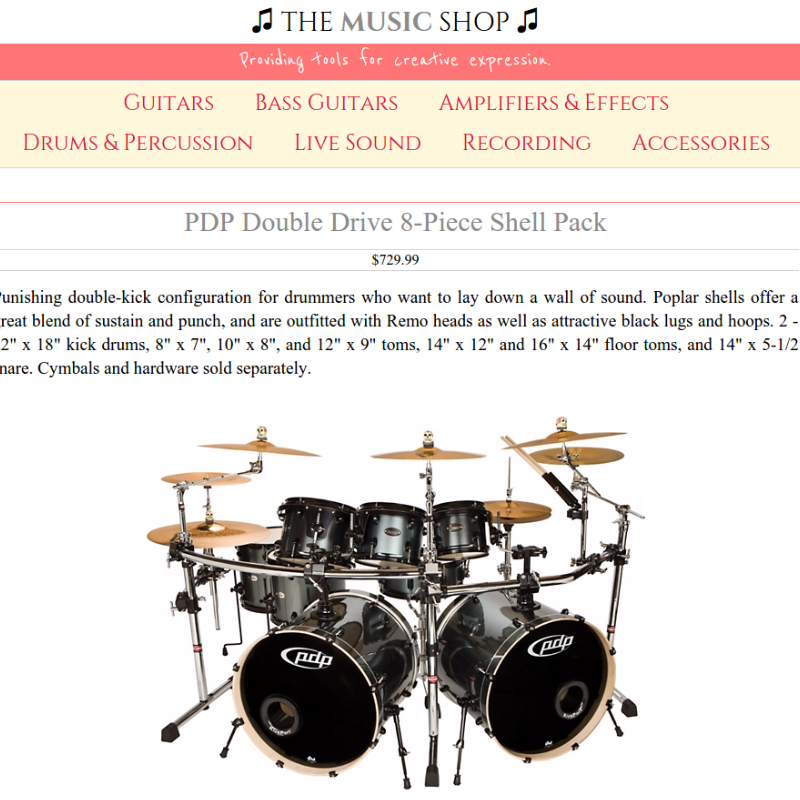 THE MUSIC SHOP
Providing tools for creative expression.
GUITARS BASS GUITARS AMPLIFIERS & EFFECTS
DRUMS & PERCUSSION LIVE SOUND RECORDING ACCESSORIES
PDP Double Drive 8-Piece Shell Pack
$729.99
unishing double-kick configuration for drummers who want to lay down a wall of sound. Poplar shells offer a
reat blend of sustain and punch, and are outfitted with Remo heads as well as attractive black lugs and hoops. 2 -
2" x 18" kick drums, 8" x 7", 10" x 8", and 12" x 9" toms, 14" x 12" and 16" x 14" floor toms, and 14" x 5-1/2
nare. Cymbals and hardware sold separately.
pdp pdp